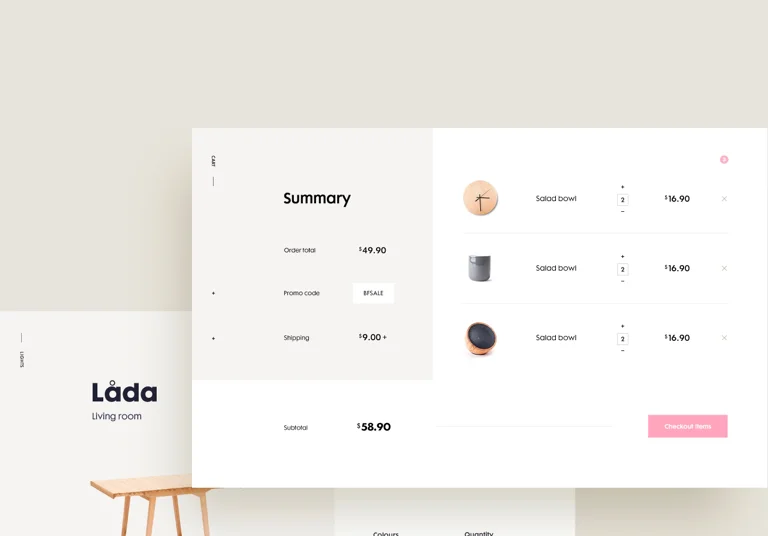 CART
Summary
Order total
$49.90
Promo code
BFSALE
Shipping
$9.00 +
Subtotal
$58.90
Salad bowl
+
2
–
$16.90
×
Salad bowl
+
2
–
$16.90
×
Salad bowl
+
2
–
$16.90
×
Checkout items
LIGHTS
Låda
Living room
Colours
Quantity